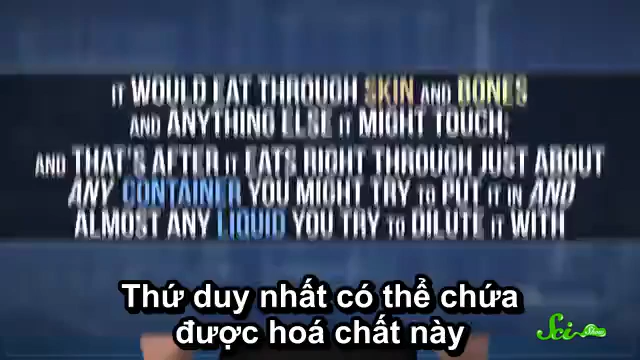 IT WOULD EAT THROUGH SKIN AND BONES
AND ANYTHING ELSE IT MIGHT TOUCH;
AND THAT'S AFTER IT EATS RIGHT THROUGH JUST ABOUT
ANY CONTAINER YOU MIGHT TRY TO PUT IT IN AND
ALMOST ANY LIQUID YOU TRY TO DILUTE IT WITH
Thứ duy nhất có thể chứa
được hoá chất này
Sci Show